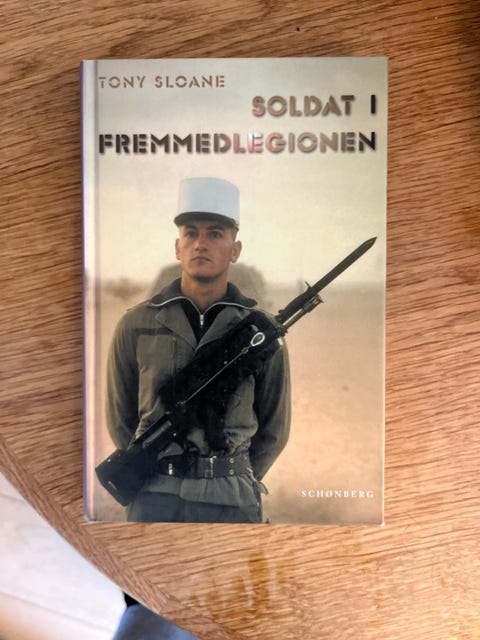 TONY SLOANE
SOLDAT I
FREMMEDLEGIONEN
SCHØNBERG